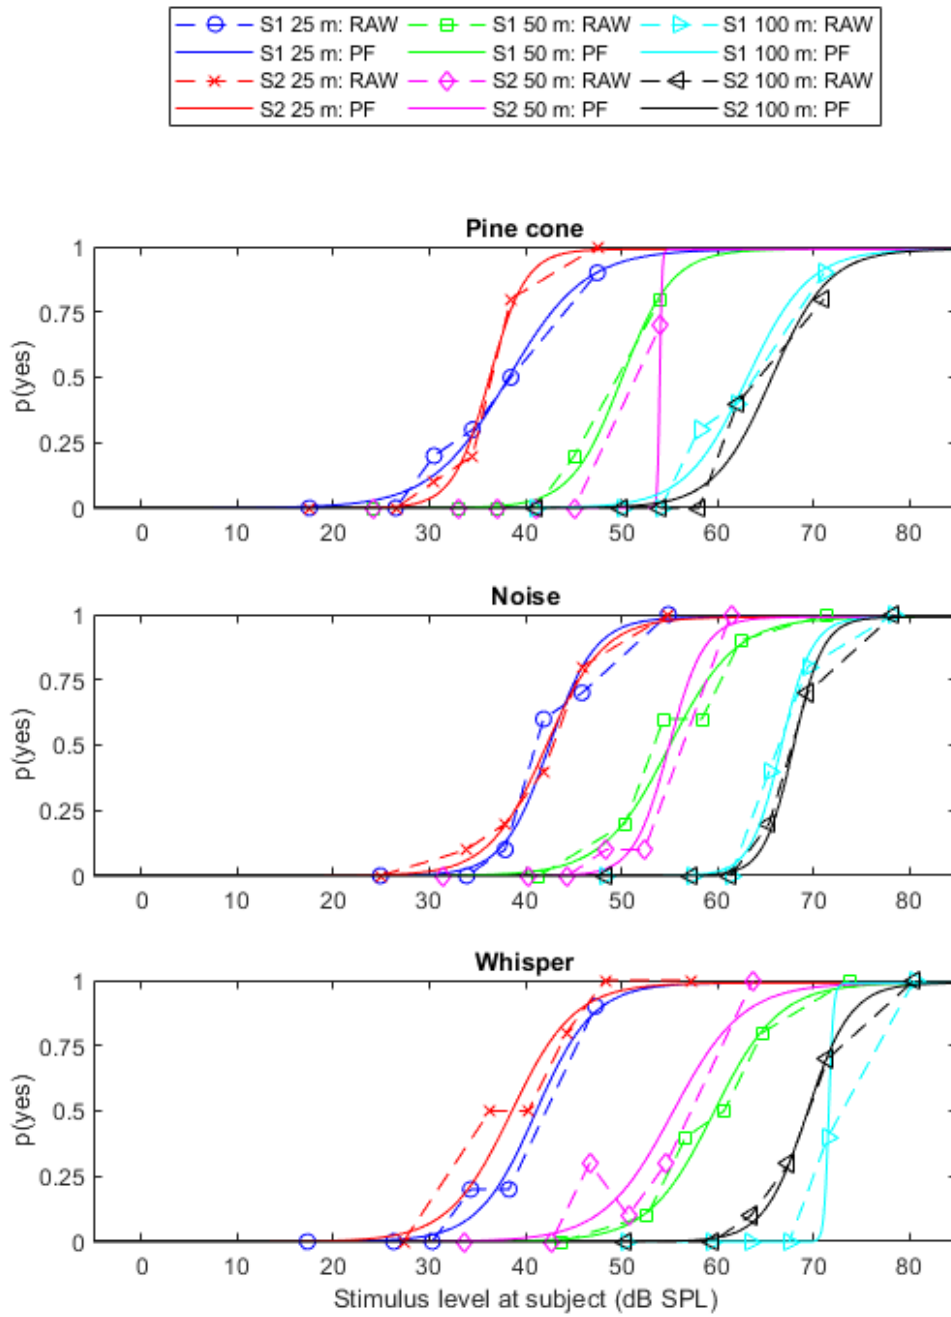 S1 25 m: RAW S1 50 m: RAW S1 100 m: RAW
S1 25 m: PF S1 50 m: PF S1 100 m: PF
S2 25 m: RAW S2 50 m: RAW S2 100 m: RAW
S2 25 m: PF S2 50 m: PF S2 100 m: PF
Pine cone
1
0.75
0.5
0.25
0
p(yes)
0 10 20 30 40 50 60 70 80
Noise
1
0.75
0.5
0.25
0
p(yes)
0 10 20 30 40 50 60 70 80
Whisper
1
0.75
0.5
0.25
0
p(yes)
0 10 20 30 40 50 60 70 80
Stimulus level at subject (dB SPL)